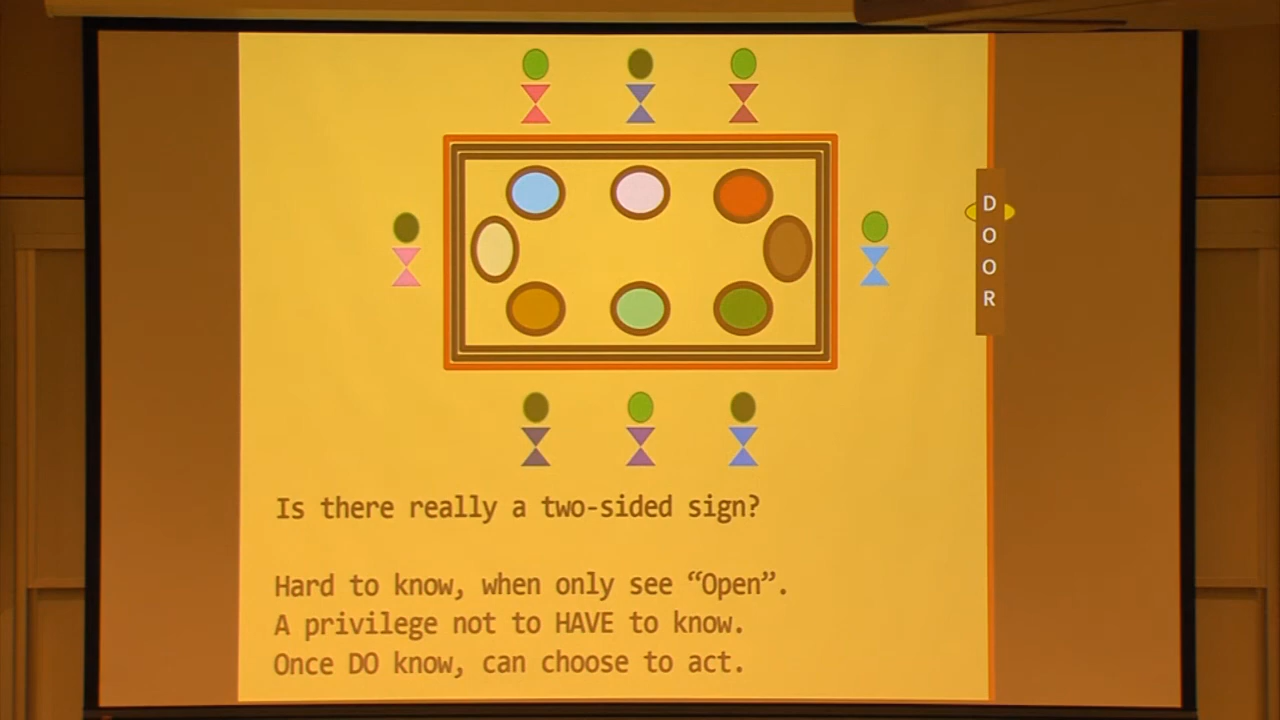 DOOR
Is there really a two-sided sign?
Hard to know, when only see “Open”.
A privilege not to HAVE to know.
Once DO know, can choose to act.